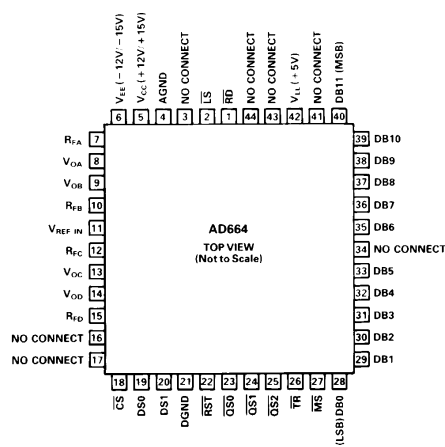 VEE (−12V/−15V)
VCC (+12V/+15V)
AGND
NO CONNECT
LS
RD
NO CONNECT
NO CONNECT
VLL (+5V)
NO CONNECT
DB11 (MSB)
6 5 4 3 2 1 44 43 42 41 40
RFA 7
VOA 8
VOB 9
RFB 10
VREF IN 11
RFC 12
VOC 13
VOD 14
RFD 15
NO CONNECT 16
NO CONNECT 17
AD664
TOP VIEW
(Not to Scale)
39 DB10
38 DB9
37 DB8
36 DB7
35 DB6
34 NO CONNECT
33 DB5
32 DB4
31 DB3
30 DB2
29 DB1
18 19 20 21 22 23 24 25 26 27 28
CS
DS0
DS1
DGND
RST
QS0
QS1
QS2
TR
MS
(LSB) DB0